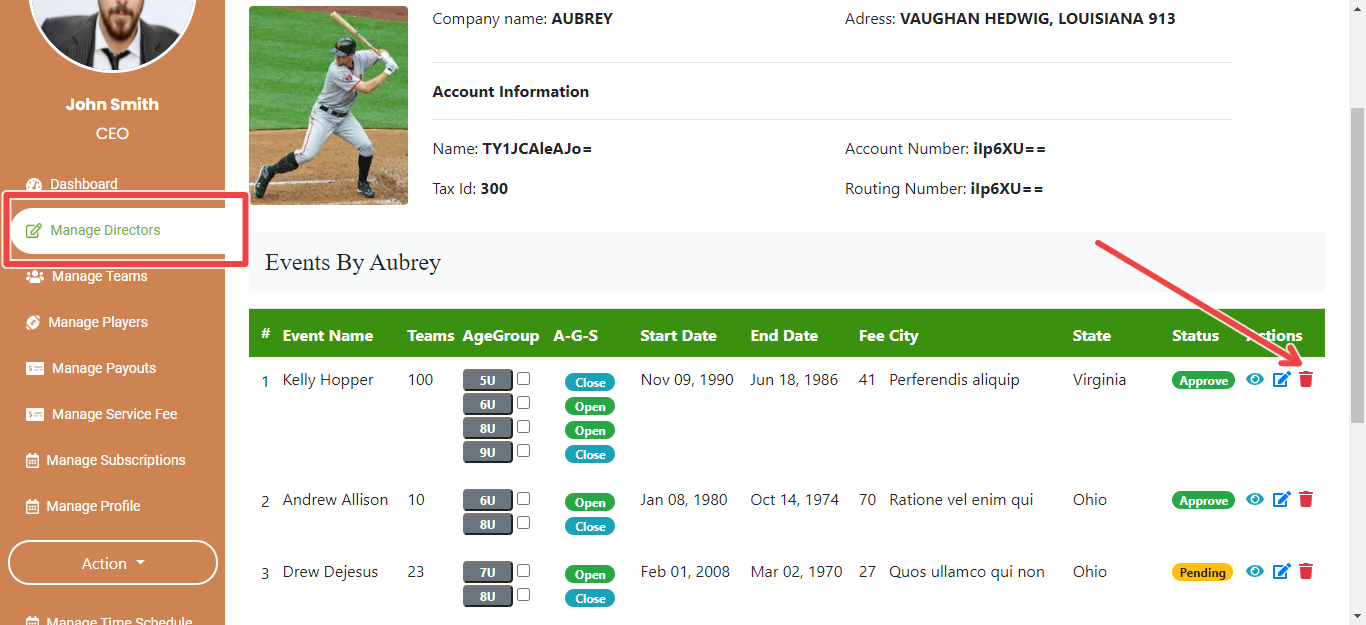 John Smith
CEO
Dashboard
Manage Directors
Manage Teams
Manage Players
Manage Payouts
Manage Service Fee
Manage Subscriptions
Manage Profile
Action
Manage Time Schedule
Company name: AUBREY
Adress: VAUGHAN HEDWIG, LOUISIANA 913
Account Information
Name: TY1JCAleAJo=
Account Number: iIp6XU==
Tax Id: 300
Routing Number: iIp6XU==
Events By Aubrey
# Event Name Teams AgeGroup A-G-S Start Date End Date Fee City State Status Actions
1 Kelly Hopper 100 5U Close Nov 09, 1990 Jun 18, 1986 41 Perferendis aliquip Virginia Approve
6U Open
8U Open
9U Close
2 Andrew Allison 10 6U Open Jan 08, 1980 Oct 14, 1974 70 Ratione vel enim qui Ohio Approve
8U Close
3 Drew Dejesus 23 7U Open Feb 01, 2008 Mar 02, 1970 27 Quos ullamco qui non Ohio Pending
8U Close